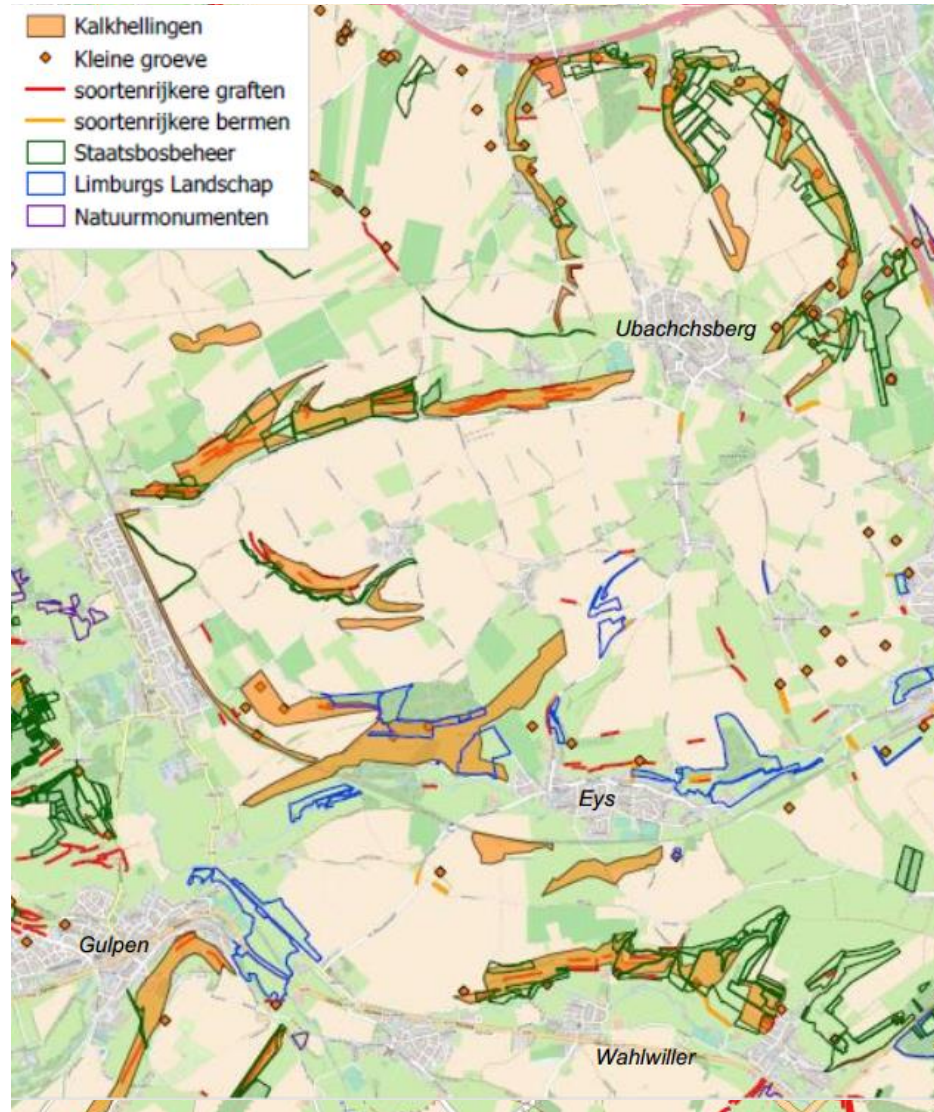 Kalkhellingen
Kleine groeve
soortenrijkere graften
soortenrijkere bermen
Staatsbosbeheer
Limburgs Landschap
Natuurmonumenten
Ubachchsberg
Eys
Gulpen
Wahlwiller